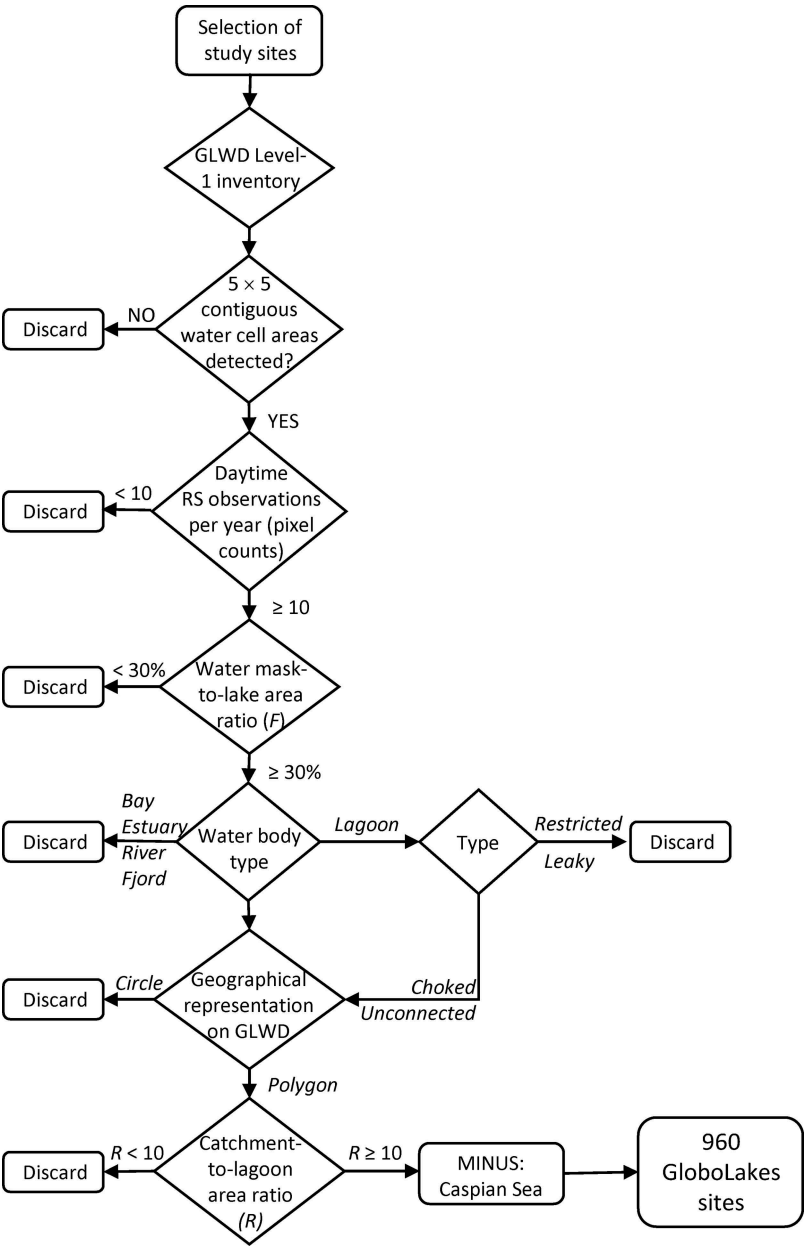 Selection of
study sites
GLWD Level-
1 inventory
5 × 5
contiguous
water cell areas
detected?
NO
Discard
YES
Daytime
RS observations
per year (pixel
counts)
< 10
Discard
≥ 10
Water mask-
to-lake area
ratio (F)
< 30%
Discard
≥ 30%
Water body
type
Bay
Estuary
River
Fjord
Discard
Lagoon
Type
Restricted
Leaky
Discard
Choked
Unconnected
Geographical
representation
on GLWD
Circle
Discard
Polygon
Catchment-
to-lagoon
area ratio
(R)
R < 10
Discard
R ≥ 10
MINUS:
Caspian Sea
960
GloboLakes
sites